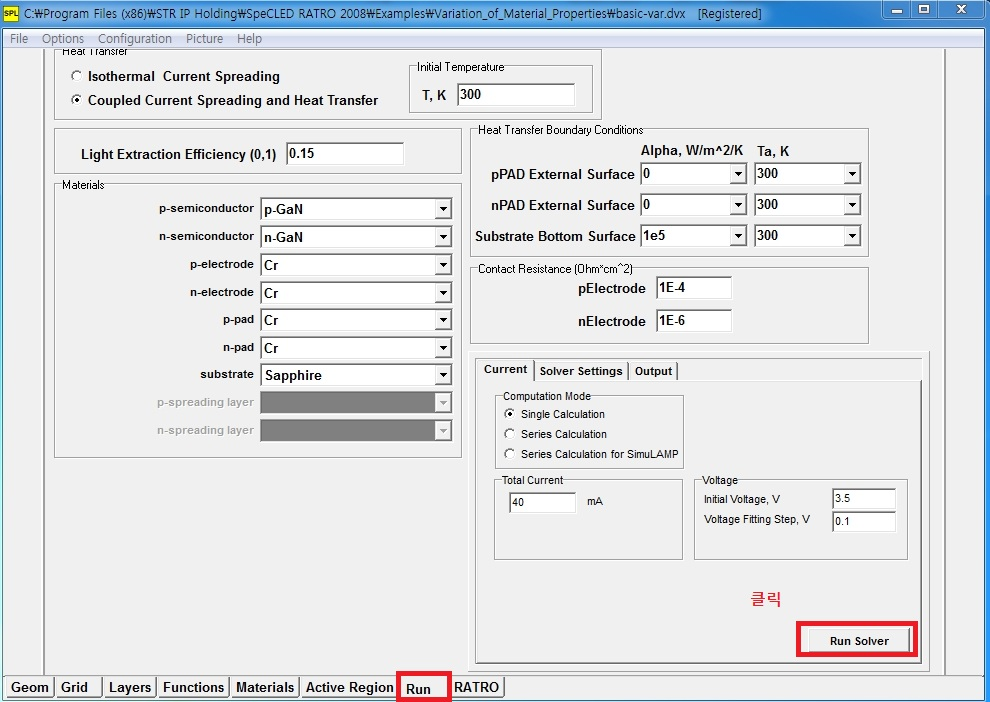 SPL C:₩Program Files (x86)₩STR IP Holding₩SpeCLED RATRO 2008₩Examples₩Variation_of_Material_Properties₩basic-var.dvx [Registered]
File Options Configuration Picture Help
Heat Transfer
Isothermal Current Spreading
Coupled Current Spreading and Heat Transfer
Initial Temperature
T, K 300
Light Extraction Efficiency (0,1) 0.15
Materials
p-semiconductor p-GaN
n-semiconductor n-GaN
p-electrode Cr
n-electrode Cr
p-pad Cr
n-pad Cr
substrate Sapphire
p-spreading layer
n-spreading layer
Heat Transfer Boundary Conditions
Alpha, W/m^2/K Ta, K
pPAD External Surface 0 300
nPAD External Surface 0 300
Substrate Bottom Surface 1e5 300
Contact Resistance (Ohm*cm^2)
pElectrode 1E-4
nElectrode 1E-6
Current Solver Settings Output
Computation Mode
Single Calculation
Series Calculation
Series Calculation for SimuLAMP
Total Current
40 mA
Voltage
Initial Voltage, V 3.5
Voltage Fitting Step, V 0.1
클릭
Run Solver
Geom Grid Layers Functions Materials Active Region Run RATRO